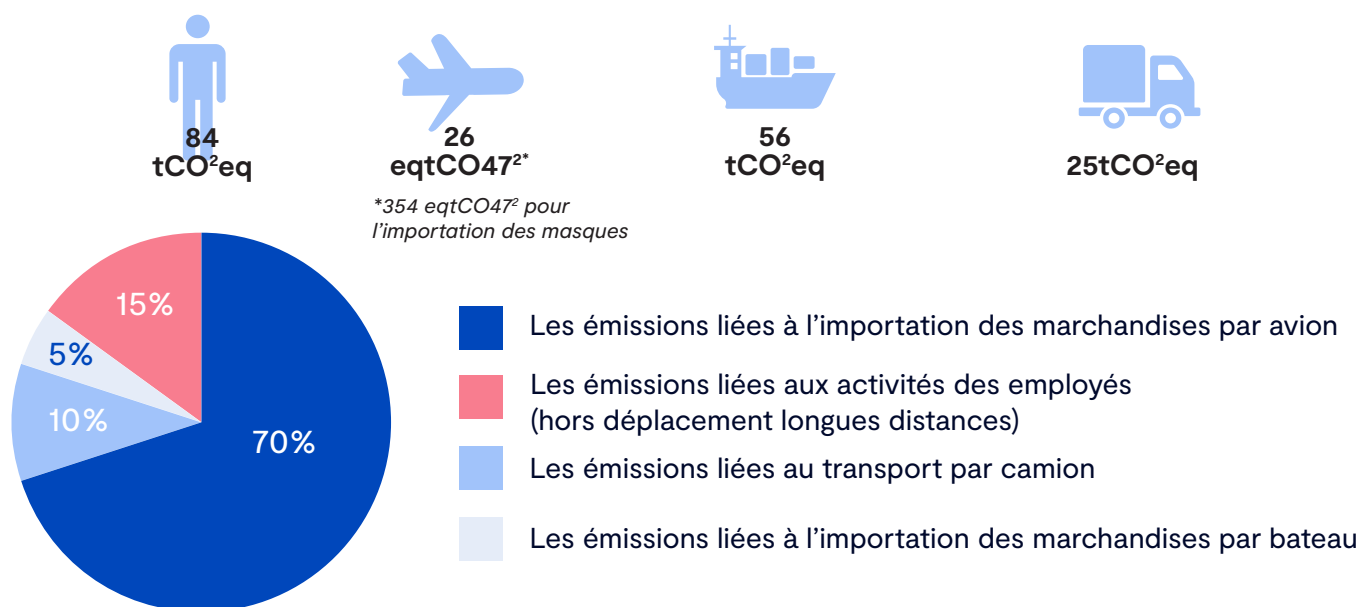 84
tCO²eq
26
eqtCO47²*
*354 eqtCO47² pour
l’importation des masques
56
tCO²eq
25tCO²eq
15%
5%
10%
70%
Les émissions liées à l’importation des marchandises par avion
Les émissions liées aux activités des employés
(hors déplacement longues distances)
Les émissions liées au transport par camion
Les émissions liées à l’importation des marchandises par bateau